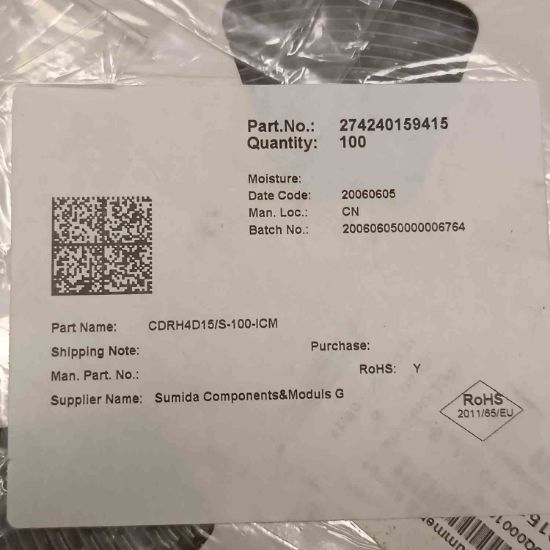 Part.No.: 274240159415
Quantity: 100
Moisture:
Date Code: 20060605
Man. Loc.: CN
Batch No.: 200606050000006764
Part Name: CDRH4D15/S-100-ICM
Shipping Note: Purchase:
Man. Part. No.: RoHS: Y
Supplier Name: Sumida Components&Moduls G
RoHS
2011/65/EU